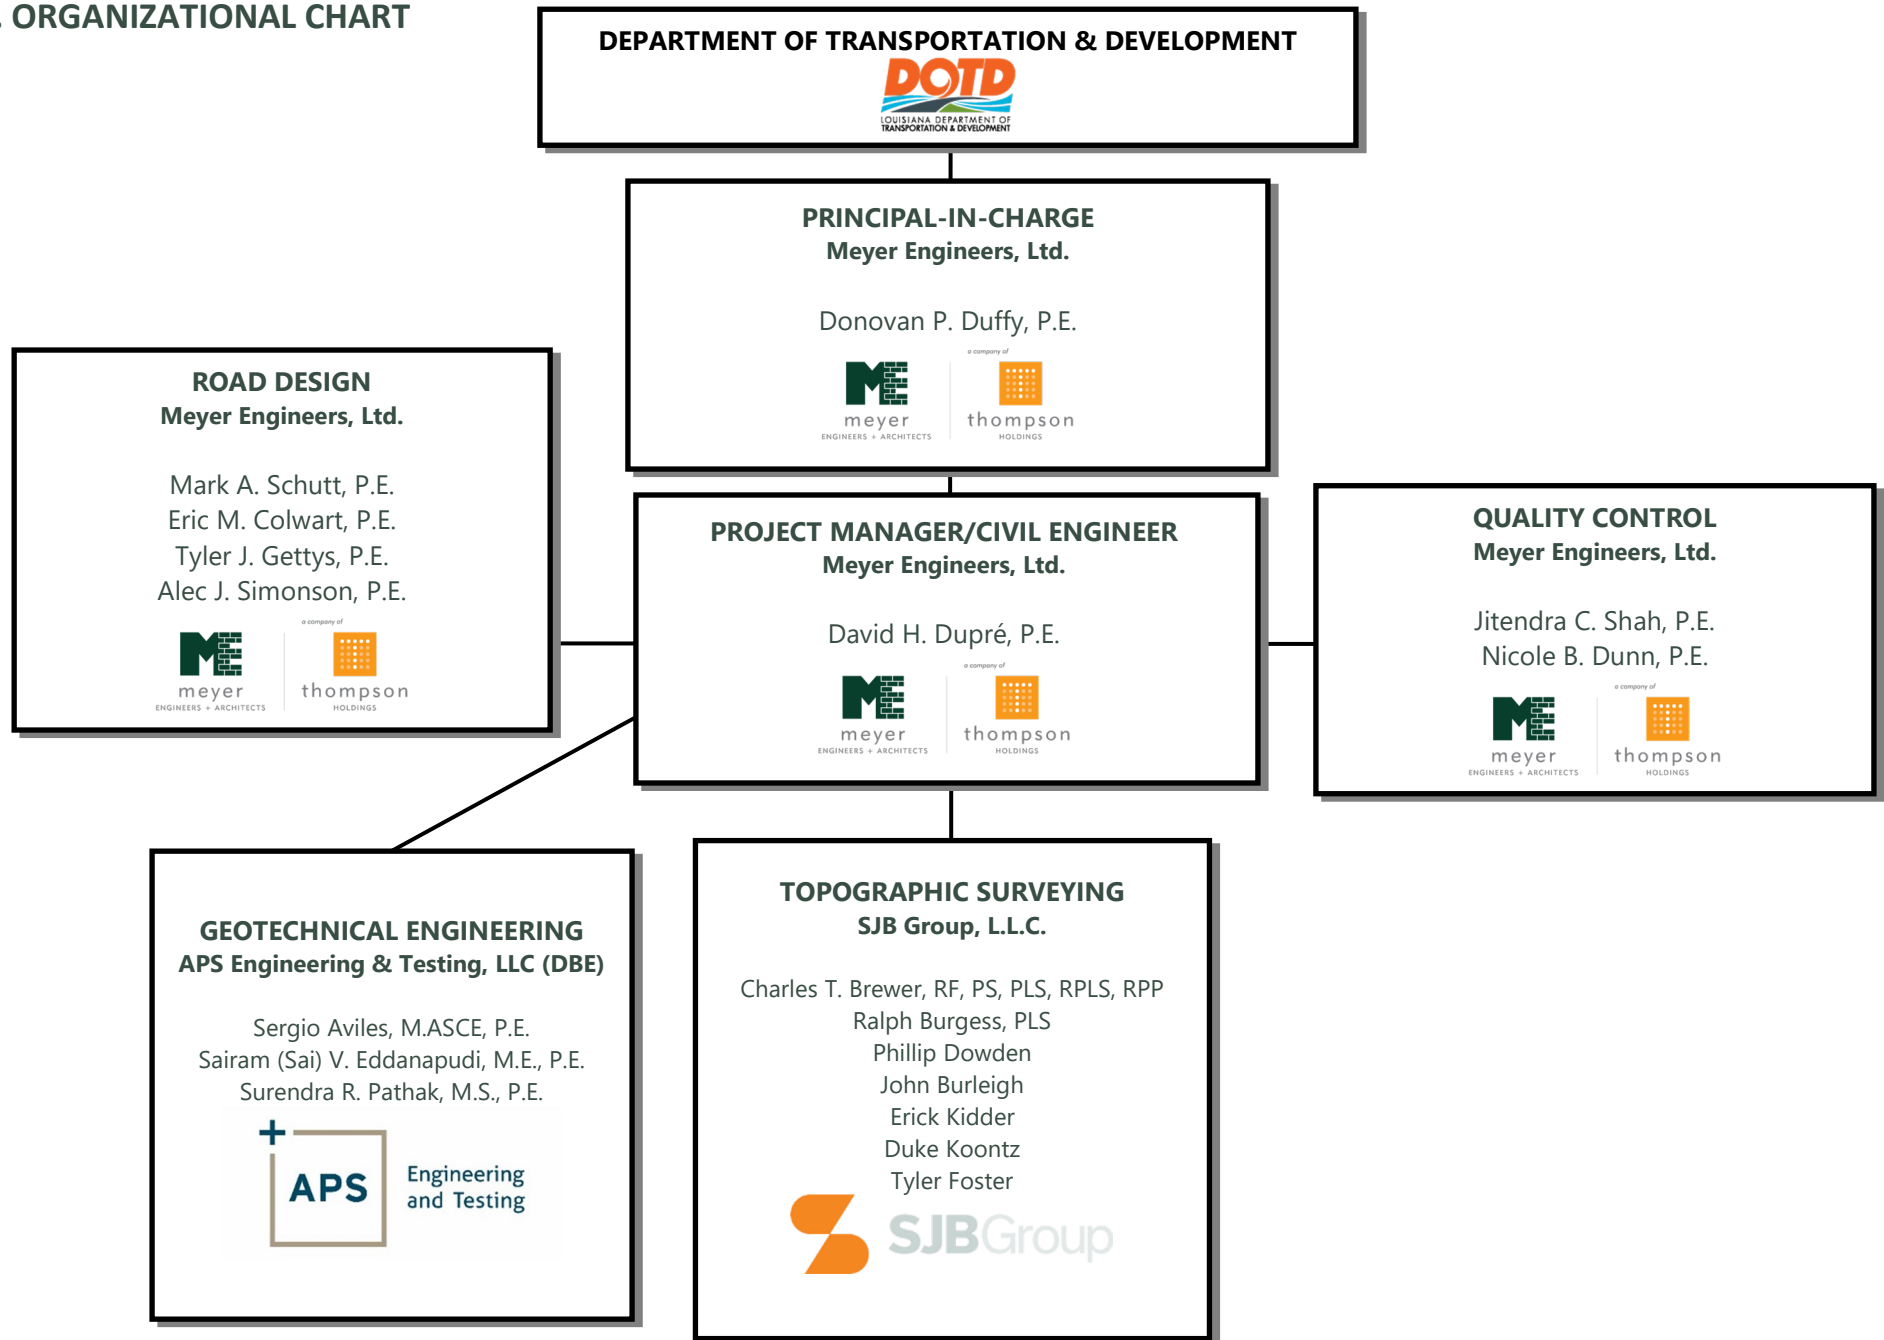 . ORGANIZATIONAL CHART
DEPARTMENT OF TRANSPORTATION & DEVELOPMENT
DOTD
LOUISIANA DEPARTMENT OF
TRANSPORTATION & DEVELOPMENT
PRINCIPAL-IN-CHARGE
Meyer Engineers, Ltd.
Donovan P. Duffy, P.E.
a company of
ME
meyer
ENGINEERS + ARCHITECTS
thompson
HOLDINGS
ROAD DESIGN
Meyer Engineers, Ltd.
Mark A. Schutt, P.E.
Eric M. Colwart, P.E.
Tyler J. Gettys, P.E.
Alec J. Simonson, P.E.
a company of
ME
meyer
ENGINEERS + ARCHITECTS
thompson
HOLDINGS
PROJECT MANAGER/CIVIL ENGINEER
Meyer Engineers, Ltd.
David H. Dupré, P.E.
a company of
ME
meyer
ENGINEERS + ARCHITECTS
thompson
HOLDINGS
QUALITY CONTROL
Meyer Engineers, Ltd.
Jitendra C. Shah, P.E.
Nicole B. Dunn, P.E.
a company of
ME
meyer
ENGINEERS + ARCHITECTS
thompson
HOLDINGS
GEOTECHNICAL ENGINEERING
APS Engineering & Testing, LLC (DBE)
Sergio Aviles, M.ASCE, P.E.
Sairam (Sai) V. Eddanapudi, M.E., P.E.
Surendra R. Pathak, M.S., P.E.
APS
Engineering
and Testing
TOPOGRAPHIC SURVEYING
SJB Group, L.L.C.
Charles T. Brewer, RF, PS, PLS, RPLS, RPP
Ralph Burgess, PLS
Phillip Dowden
John Burleigh
Erick Kidder
Duke Koontz
Tyler Foster
SJBGroup